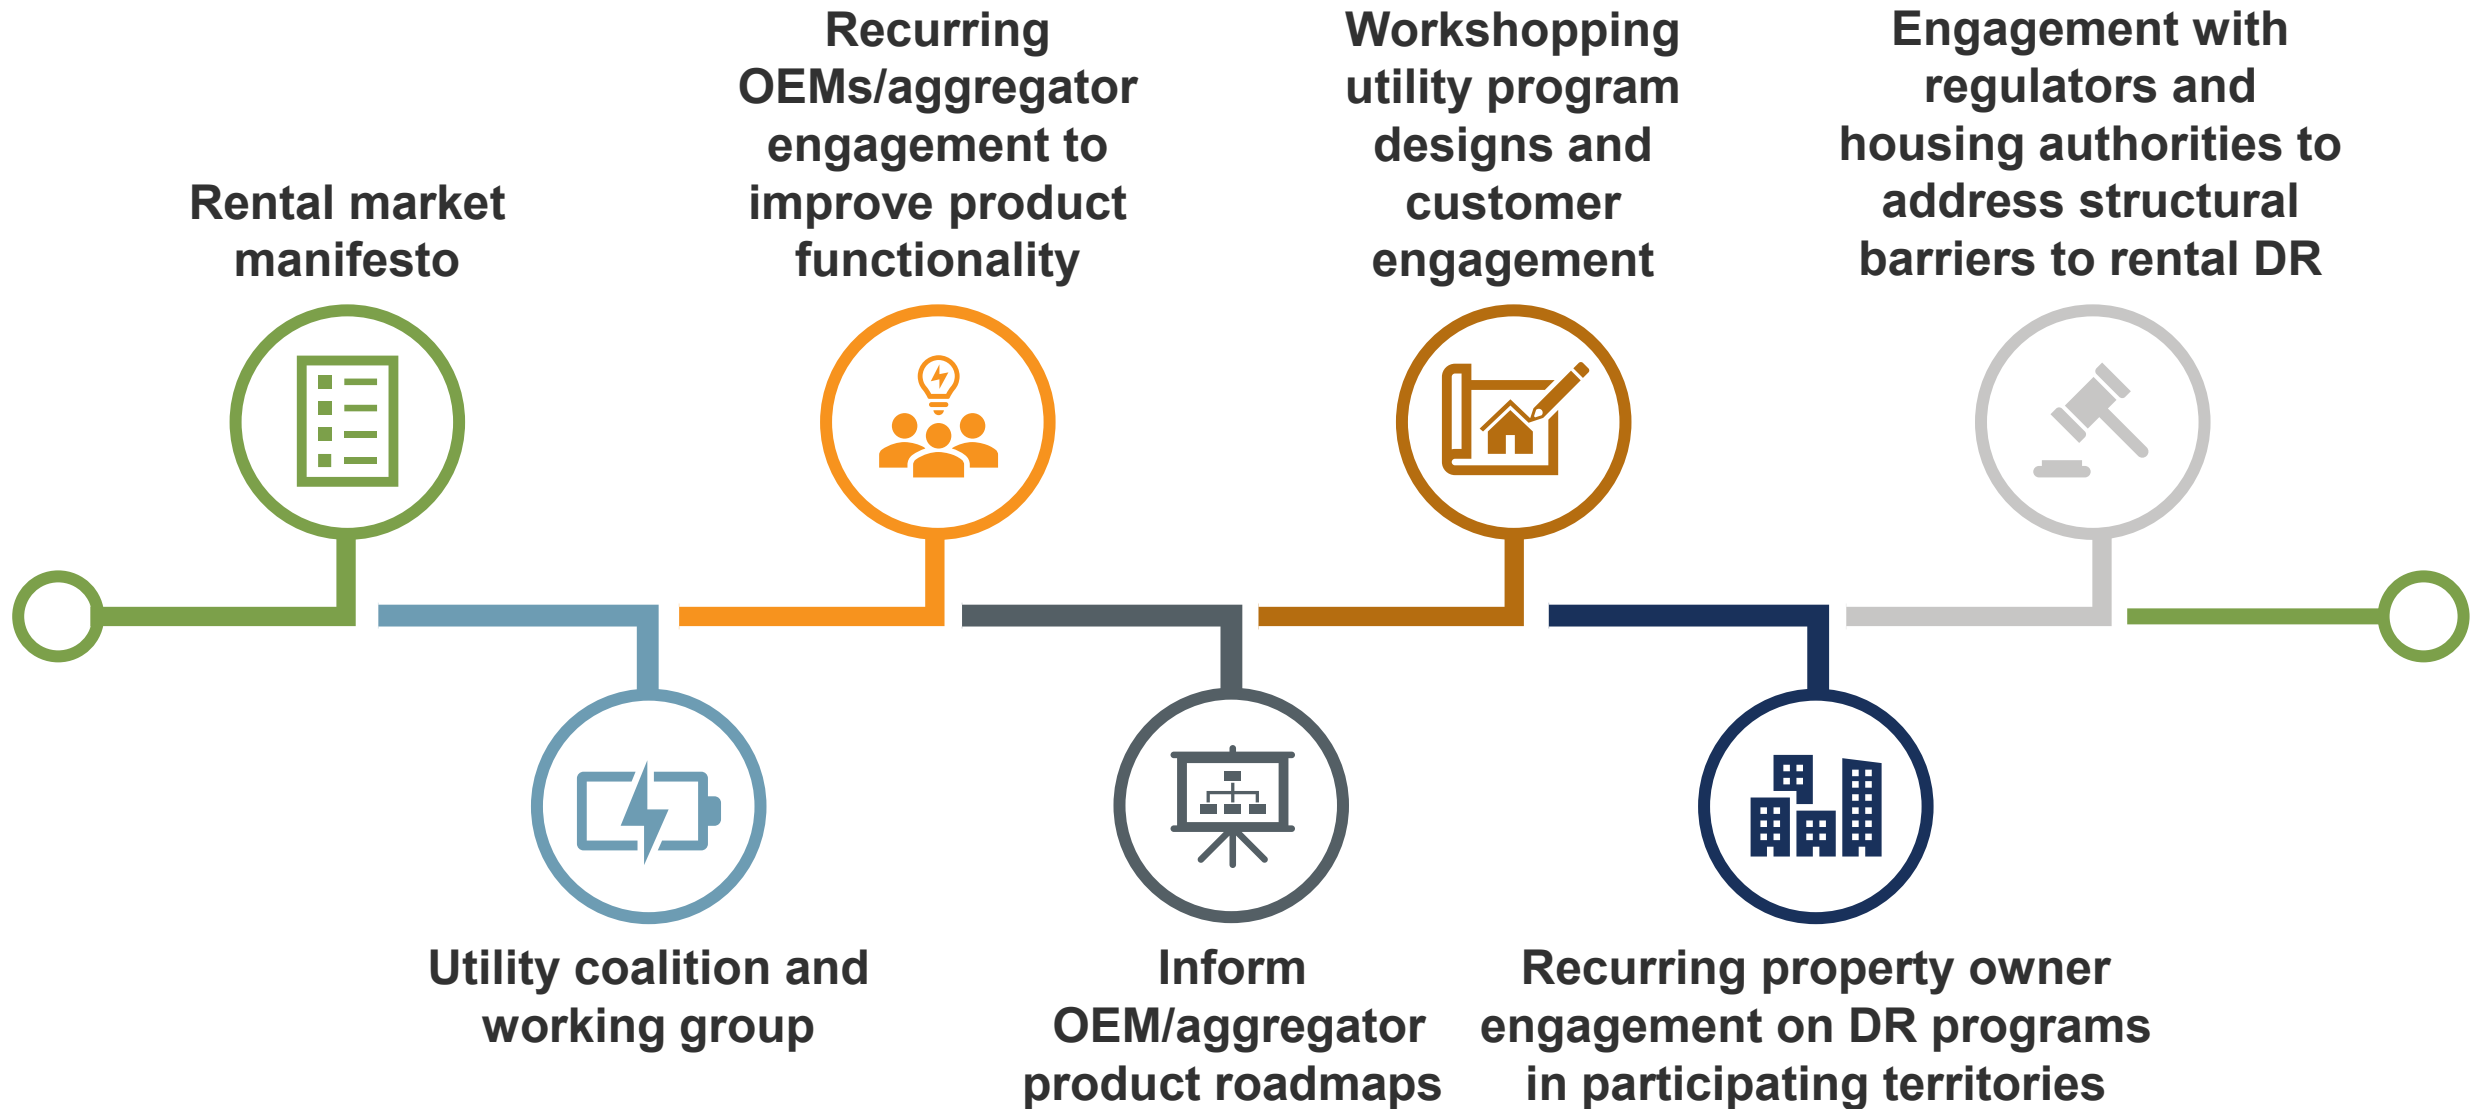 Rental market
manifesto
Utility coalition and
working group
Recurring
OEMs/aggregator
engagement to
improve product
functionality
Inform
OEM/aggregator
product roadmaps
Workshopping
utility program
designs and
customer
engagement
Recurring property owner
engagement on DR programs
in participating territories
Engagement with
regulators and
housing authorities to
address structural
barriers to rental DR